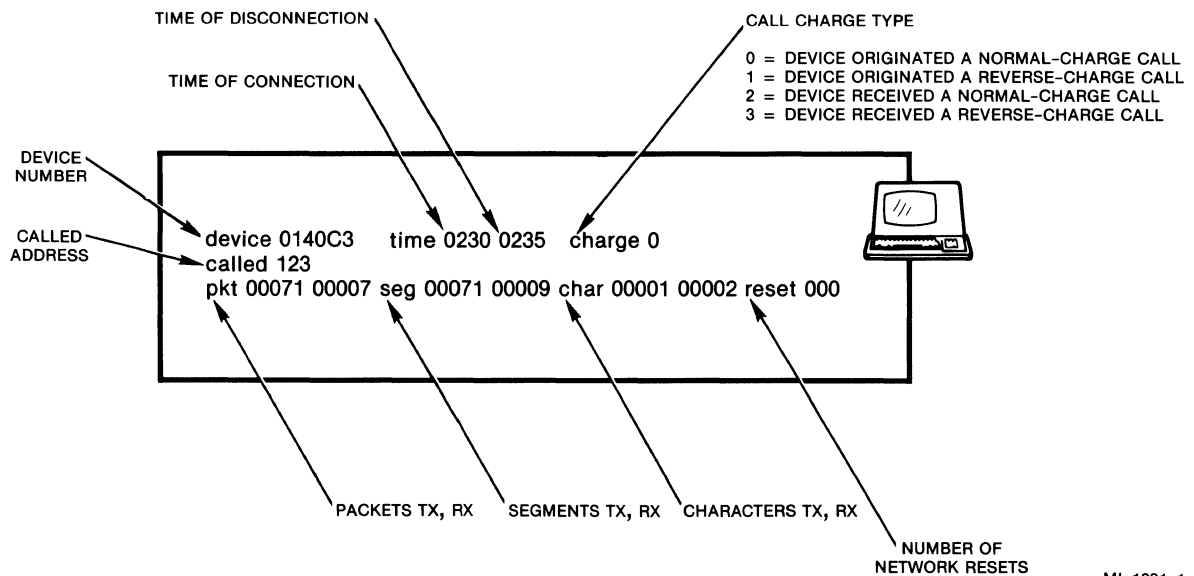 TIME OF DISCONNECTION
CALL CHARGE TYPE
0 = DEVICE ORIGINATED A NORMAL-CHARGE CALL
1 = DEVICE ORIGINATED A REVERSE-CHARGE CALL
2 = DEVICE RECEIVED A NORMAL-CHARGE CALL
3 = DEVICE RECEIVED A REVERSE-CHARGE CALL
TIME OF CONNECTION
DEVICE
NUMBER
CALLED
ADDRESS
device 0140C3 time 0230 0235 charge 0
called 123
pkt 00071 00007 seg 00071 00009 char 00001 00002 reset 000
PACKETS TX, RX
SEGMENTS TX, RX
CHARACTERS TX, RX
NUMBER OF
NETWORK RESETS